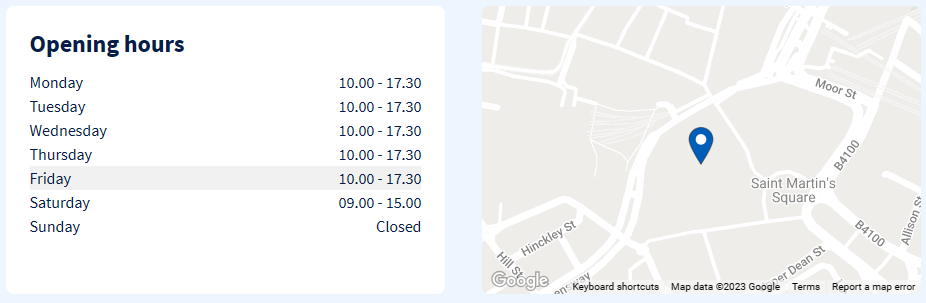 Opening hours
Monday 10.00 - 17.30
Tuesday 10.00 - 17.30
Wednesday 10.00 - 17.30
Thursday 10.00 - 17.30
Friday 10.00 - 17.30
Saturday 09.00 - 15.00
Sunday Closed
Moor St
B4100
Saint Martin's
Square
Allison St
B4100
Hinckley St
Hill St
per Dean St
Google
Keyboard shortcuts
Map data ©2023 Google
Terms
Report a map error